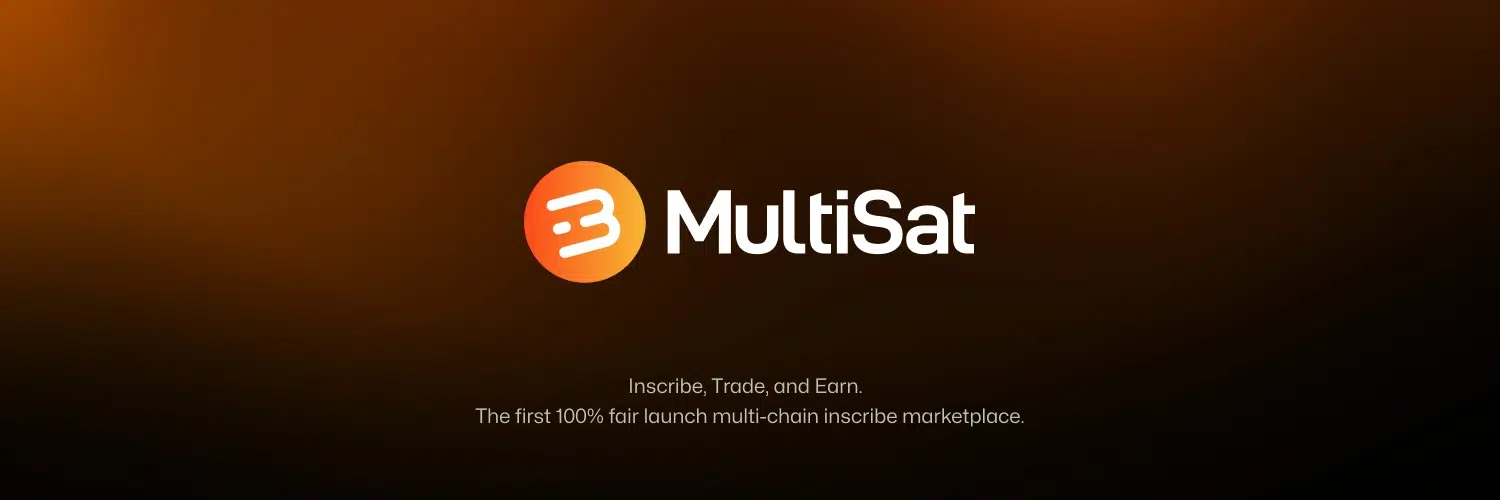 MultiSat
Inscribe, Trade, and Earn.
The first 100% fair launch multi-chain inscribe marketplace.